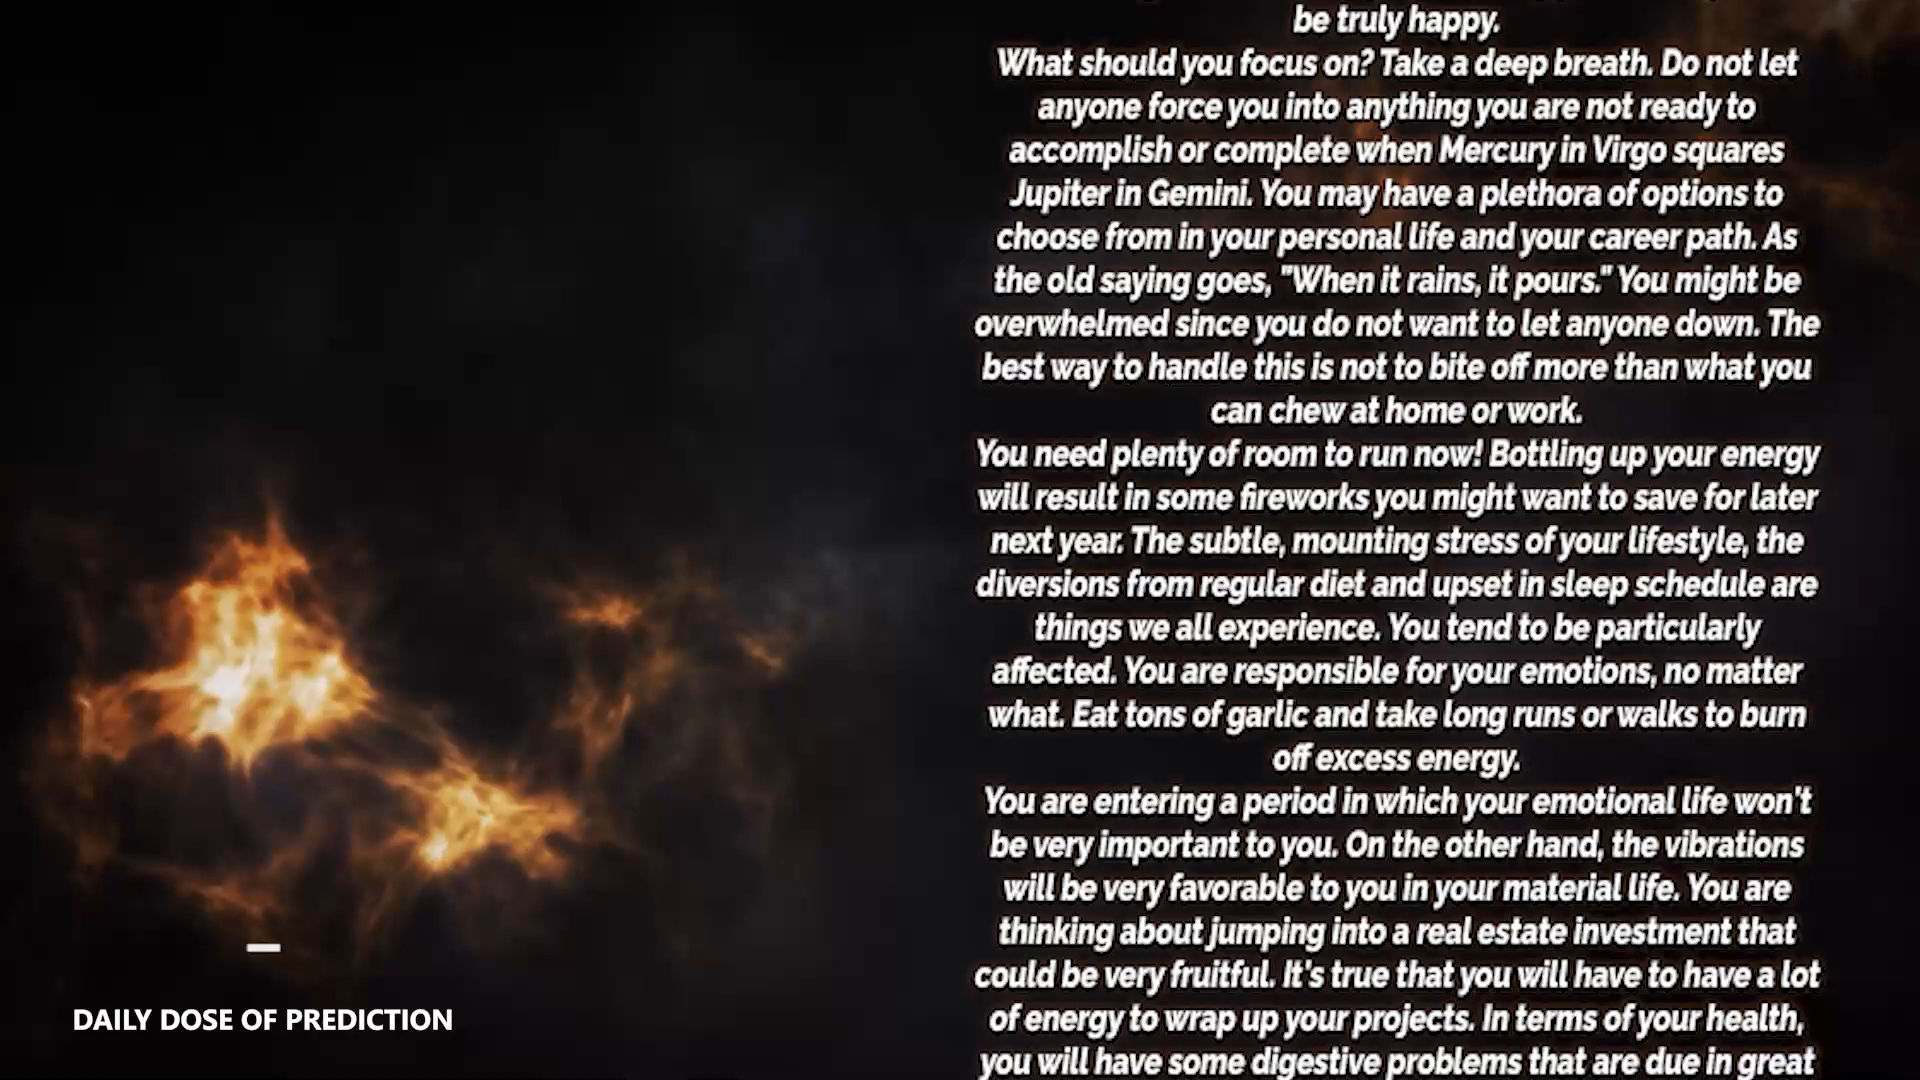 be truly happy.
What should you focus on? Take a deep breath. Do not let
anyone force you into anything you are not ready to
accomplish or complete when Mercury in Virgo squares
Jupiter in Gemini. You may have a plethora of options to
choose from in your personal life and your career path. As
the old saying goes, "When it rains, it pours." You might be
overwhelmed since you do not want to let anyone down. The
best way to handle this is not to bite off more than what you
can chew at home or work.
You need plenty of room to run now! Bottling up your energy
will result in some fireworks you might want to save for later
next year. The subtle, mounting stress of your lifestyle, the
diversions from regular diet and upset in sleep schedule are
things we all experience. You tend to be particularly
affected. You are responsible for your emotions, no matter
what. Eat tons of garlic and take long runs or walks to burn
off excess energy.
You are entering a period in which your emotional life won't
be very important to you. On the other hand, the vibrations
will be very favorable to you in your material life. You are
thinking about jumping into a real estate investment that
could be very fruitful. It's true that you will have to have a lot
of energy to wrap up your projects. In terms of your health,
you will have some digestive problems that are due in great
DAILY DOSE OF PREDICTION